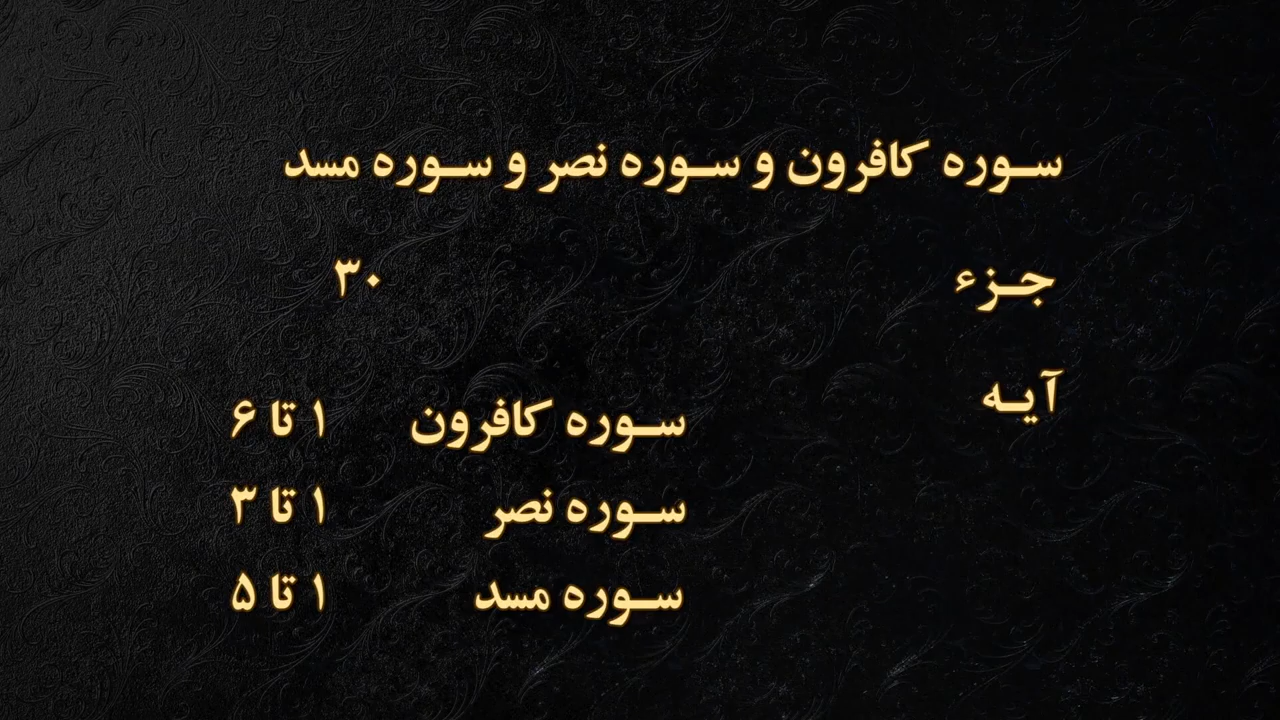 سوره کافرون و سوره نصر و سوره مسد
جزء ۳۰
آیه
سوره کافرون ۱ تا ۶
سوره نصر ۱ تا ۳
سوره مسد ۱ تا ۵